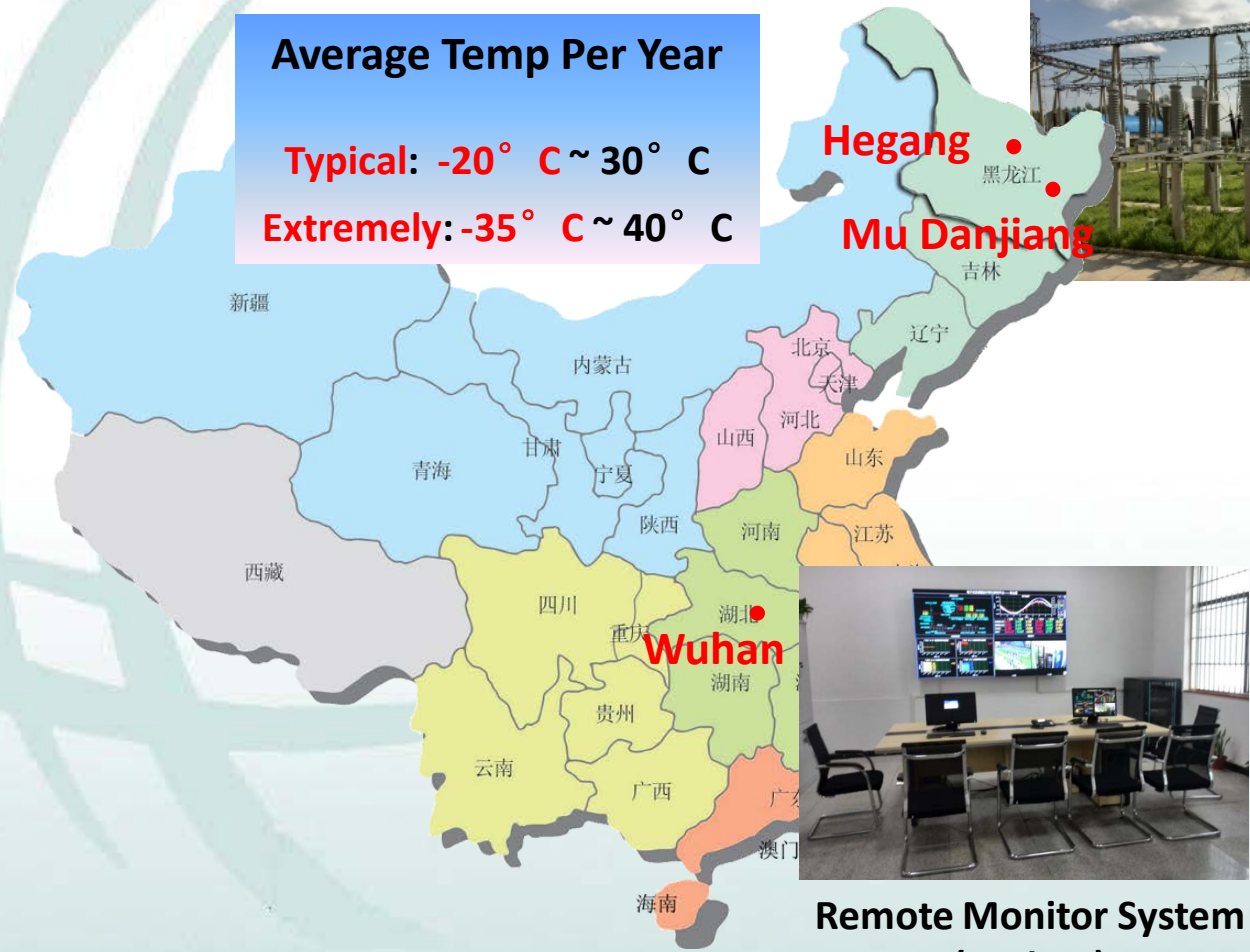 Average Temp Per Year
Typical: -20° C ~ 30° C
Extremely: -35° C ~ 40° C
Hegang
黑龙江
Mu Danjiang
吉林
新疆
辽宁
北京
内蒙古
天津
河北
山西
甘肃
山东
青海
宁夏
陕西
河南
江苏
西藏
四川
湖北
重庆
Wuhan
湖南
贵州
云南
广西
澳门
海南
Remote Monitor System